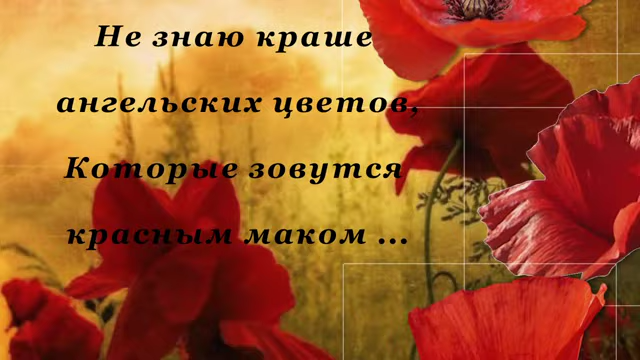 Не знаю краше
ангельских цветов,
Которые зовутся
красным маком ...